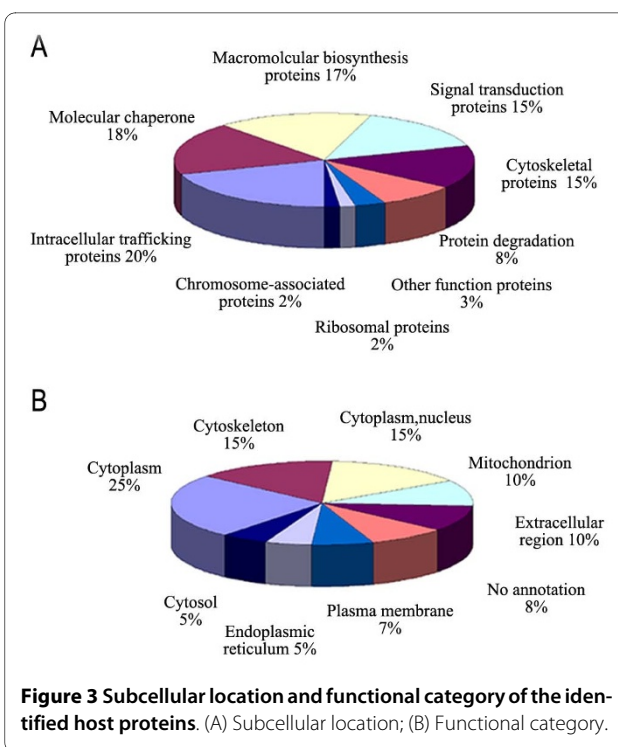 A
Macromolcular biosynthesis
proteins 17%
Signal transduction
proteins 15%
Molecular chaperone
18%
Cytoskeletal
proteins 15%
Intracellular trafficking
proteins 20%
Protein degradation
8%
Chromosome-associated
proteins 2%
Other function proteins
3%
Ribosomal proteins
2%
B
Cytoskeleton
15%
Cytoplasm,nucleus
15%
Cytoplasm
25%
Mitochondrion
10%
Extracellular
region 10%
No annotation
8%
Cytosol
5%
Endoplasmic
reticulum 5%
Plasma membrane
7%
Figure 3 Subcellular location and functional category of the iden-
tified host proteins. (A) Subcellular location; (B) Functional category.